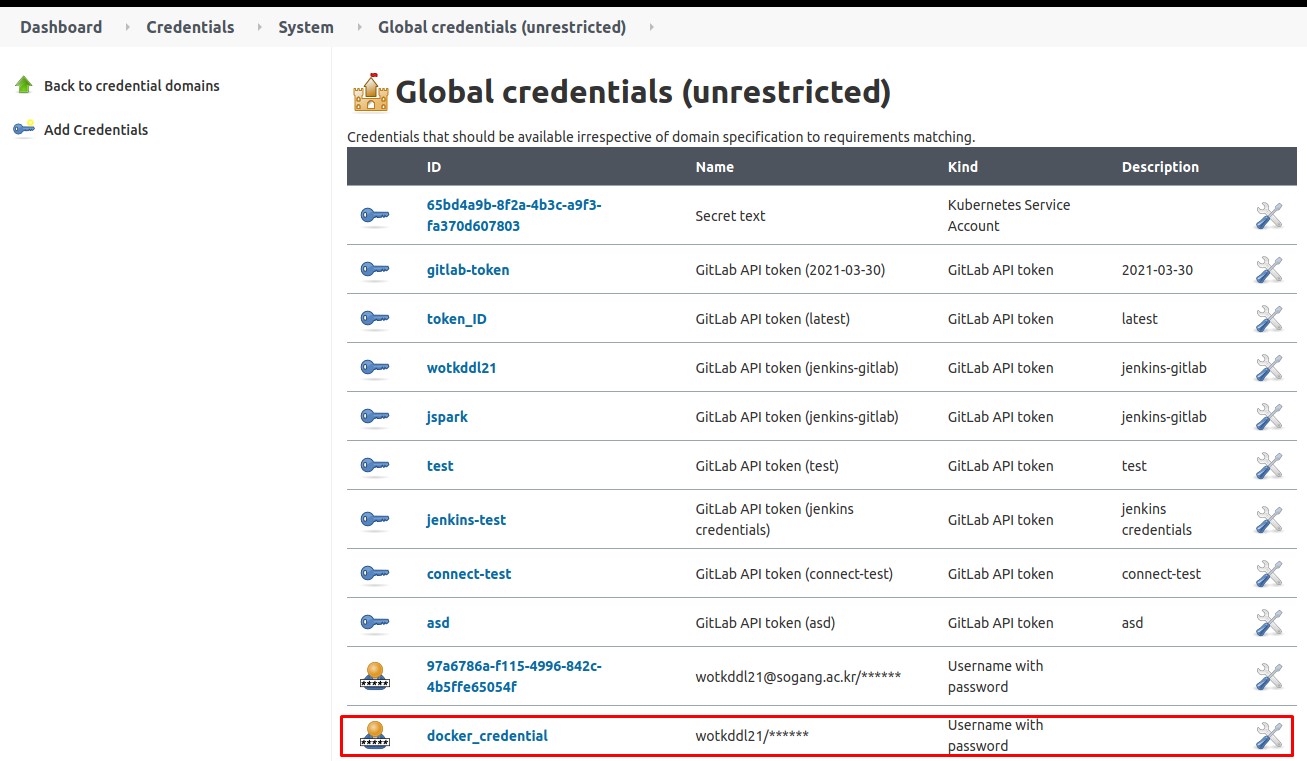 Dashboard Credentials System Global credentials (unrestricted)
Back to credential domains
Add Credentials
Global credentials (unrestricted)
Credentials that should be available irrespective of domain specification to requirements matching.
ID Name Kind Description
65bd4a9b-8f2a-4b3c-a9f3-
fa370d607803
Secret text
Kubernetes Service
Account
gitlab-token GitLab API token (2021-03-30) GitLab API token 2021-03-30
token_ID GitLab API token (latest) GitLab API token latest
wotkddl21 GitLab API token (jenkins-gitlab) GitLab API token jenkins-gitlab
jspark GitLab API token (jenkins-gitlab) GitLab API token jenkins-gitlab
test GitLab API token (test) GitLab API token test
jenkins-test
GitLab API token (jenkins
credentials)
GitLab API token
jenkins
credentials
connect-test GitLab API token (connect-test) GitLab API token connect-test
asd GitLab API token (asd) GitLab API token asd
*****
97a6786a-f115-4996-842c-
4b5ffe65054f
wotkddl21@sogang.ac.kr/******
Username with
password
*****
docker_credential
wotkddl21/******
Username with
password